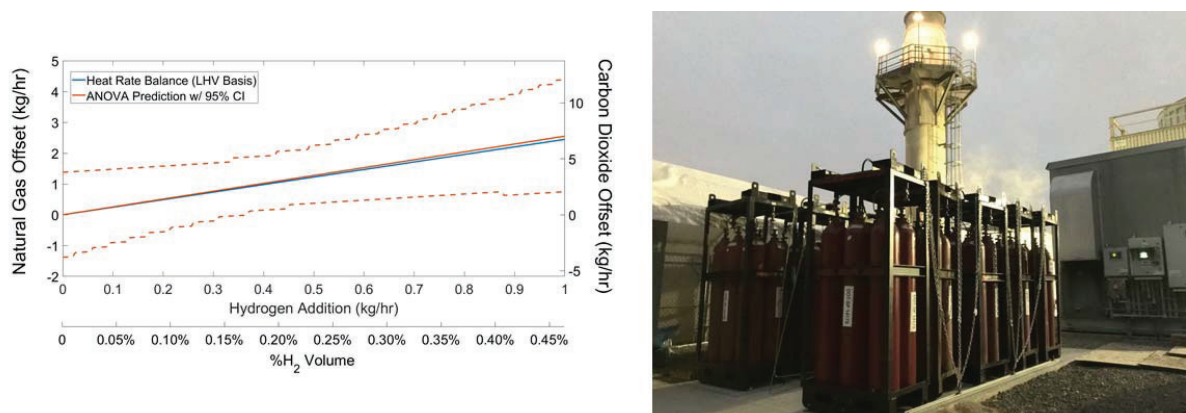 Heat Rate Balance (LHV Basis)
ANOVA Prediction w/ 95% CI
Natural Gas Offset (kg/hr)
5
4
3
2
1
0
-1
-2
Carbon Dioxide Offset (kg/hr)
10
5
0
-5
0 0.1 0.2 0.3 0.4 0.5 0.6 0.7 0.8 0.9 1
Hydrogen Addition (kg/hr)
0 0.05% 0.10% 0.15% 0.20% 0.25% 0.30% 0.35% 0.40% 0.45%
%H₂ Volume